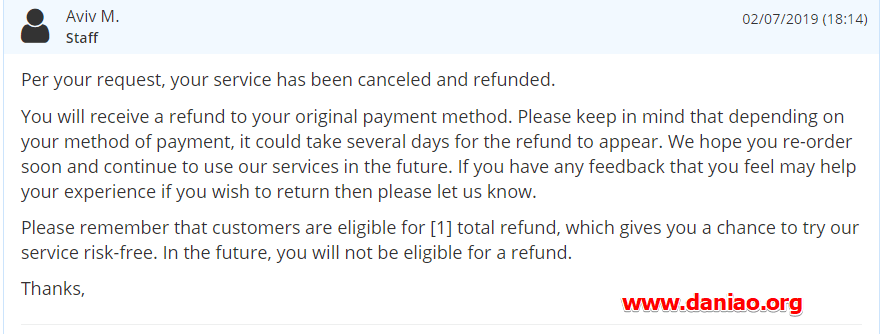 Aviv M.
02/07/2019 (18:14)
Staff
Per your request, your service has been canceled and refunded.
You will receive a refund to your original payment method. Please keep in mind that depending on
your method of payment, it could take several days for the refund to appear. We hope you re-order
soon and continue to use our services in the future. If you have any feedback that you feel may help
your experience if you wish to return then please let us know.
Please remember that customers are eligible for [1] total refund, which gives you a chance to try our
service risk-free. In the future, you will not be eligible for a refund.
Thanks,
www.daniao.org